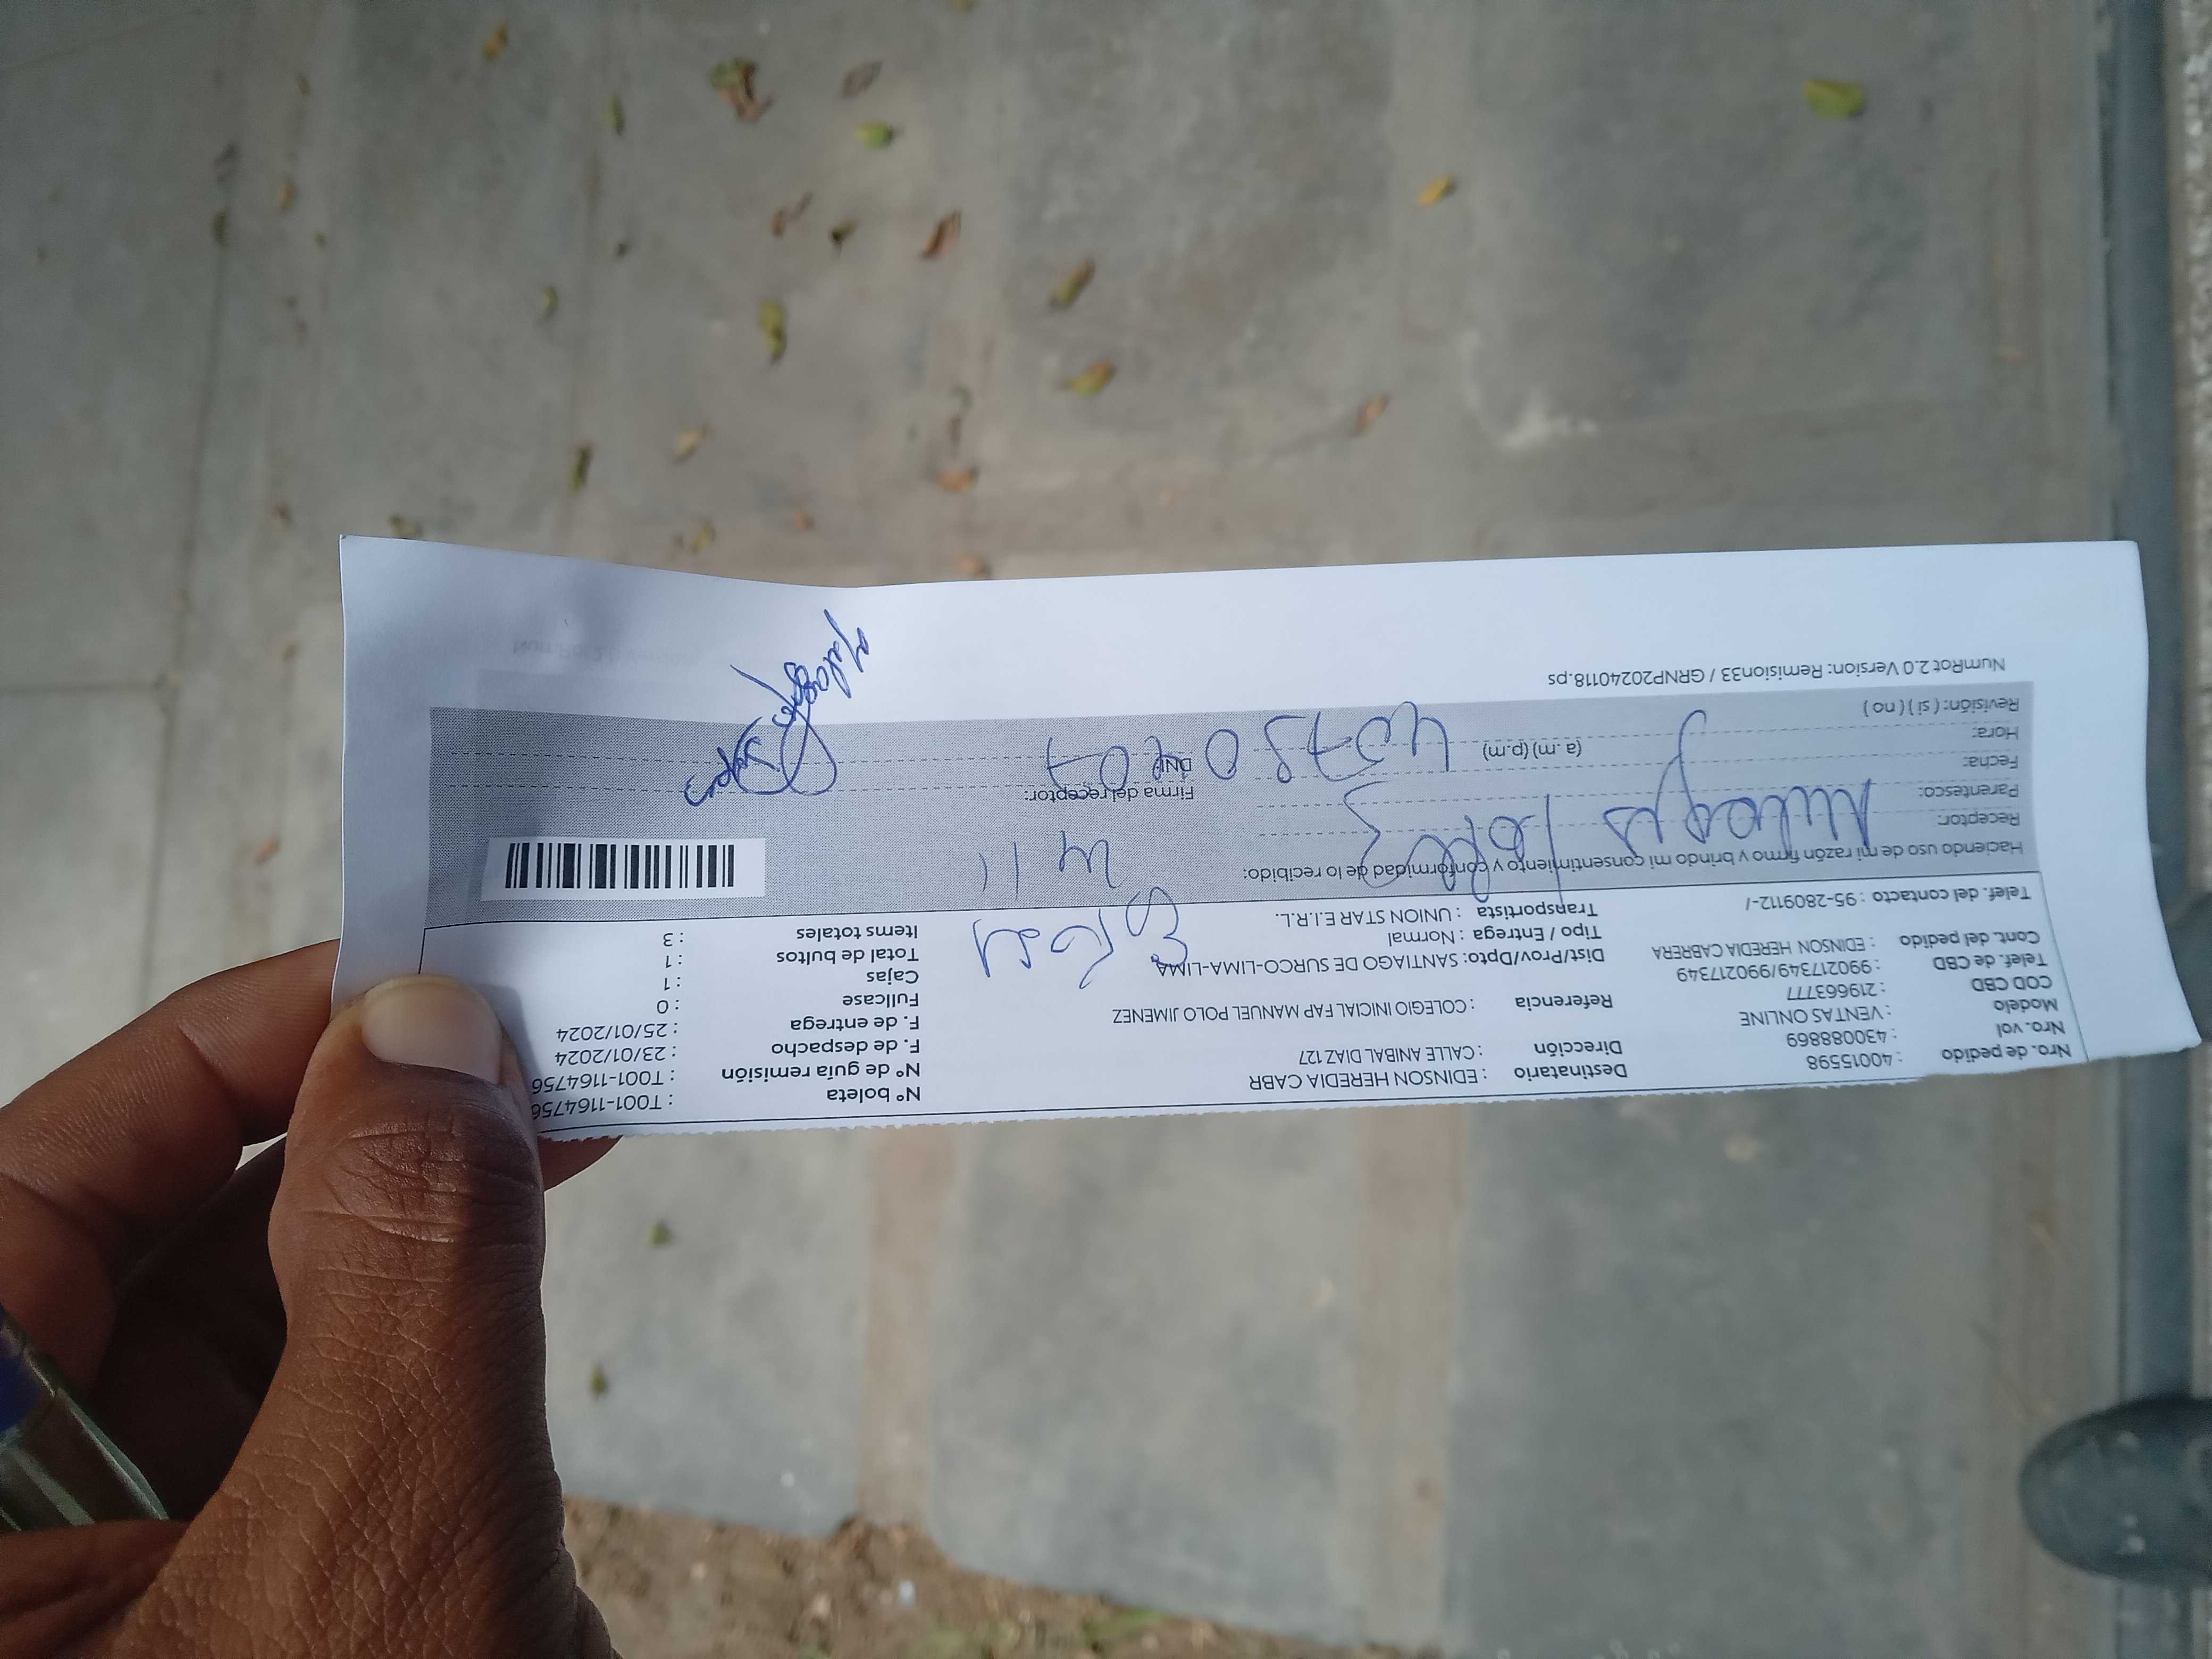 Nro. de pedido : 40015598
Nro. vol : 430088869
Modelo : VENTAS ONLINE
COD CBD : 219663777
Telef. de CBD : 990217349/990217349
Cont. del pedido : EDINSON HEREDIA CABRERA
Telef. del contacto : 95-2809112-/
Destinatario : EDINSON HEREDIA CABR
Dirección : CALLE ANIBAL DIAZ 127
Referencia : COLEGIO INICIAL FAP MANUEL POLO JIMENEZ
Dist/Prov/Dpto: SANTIAGO DE SURCO-LIMA-LIMA
Tipo / Entrega : Normal
Transportista : UNION STAR E.I.R.L.
N° boleta : T001-1164756
N° de guía remisión : T001-1164756
F. de despacho : 23/01/2024
F. de entrega : 25/01/2024
Fullcase : 0
Cajas : 1
Total de bultos : 1
Items totales : 3
Haciendo uso de mi razón firmo y brindo mi consentimiento y conformidad de lo recibido:
Receptor: Milagros
Parentesco:
Fecha:
Hora: (a. m) (p.m)
Revisión: ( si ) ( no )
Firma del receptor:
DNI:
NumRot 2.0 Version: Remision33 / GRNP20240118.ps